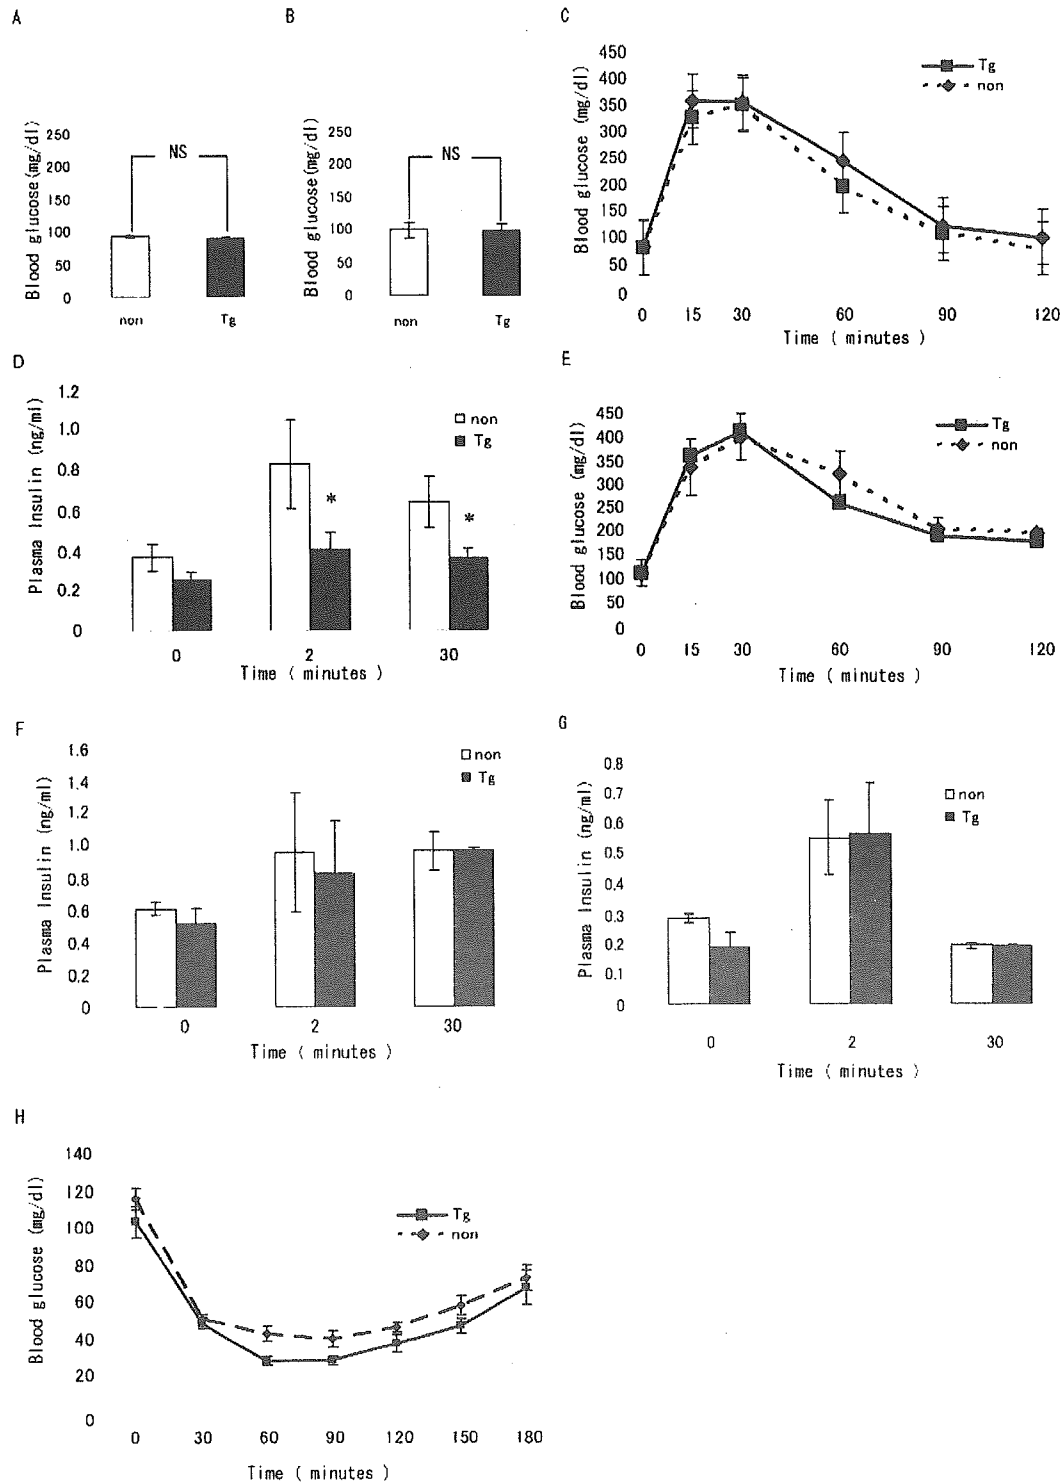 A
Blood glucose(mg/dl)
250
200
150
100
50
0
NS
non
Tg
B
Blood glucose(mg/dl)
250
200
150
100
50
0
NS
non
Tg
C
Blood glucose (mg/dl)
450
400
350
300
250
200
150
100
50
0
Tg
non
0 15 30 60 90 120
Time ( minutes )
D
Plasma Insulin (ng/ml)
1.2
1.0
0.8
0.6
0.4
0.2
0
non
Tg
*
*
0 2 30
Time ( minutes )
E
Blood glucose (mg/dl)
450
400
350
300
250
200
150
100
50
0
Tg
non
0 15 30 60 90 120
Time ( minutes )
F
Plasma Insulin (ng/ml)
1.6
1.4
1.2
1.0
0.8
0.6
0.4
0.2
0
non
Tg
0 2 30
Time ( minutes )
G
Plasma Insulin (ng/ml)
0.8
0.7
0.6
0.5
0.4
0.3
0.2
0.1
0
non
Tg
0 2 30
Time ( minutes )
H
Blood glucose (mg/dl)
140
120
100
80
60
40
20
0
Tg
non
0 30 60 90 120 150 180
Time ( minutes )